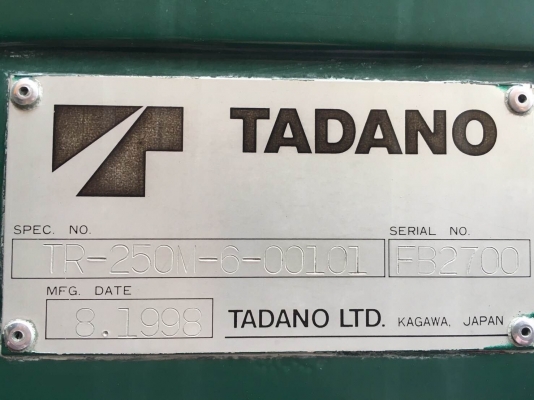 TADANO
SPEC. NO. SERIAL NO.
TR-250M-6-00101 FB2700
MFG. DATE
8.1998 TADANO LTD. KAGAWA, JAPAN